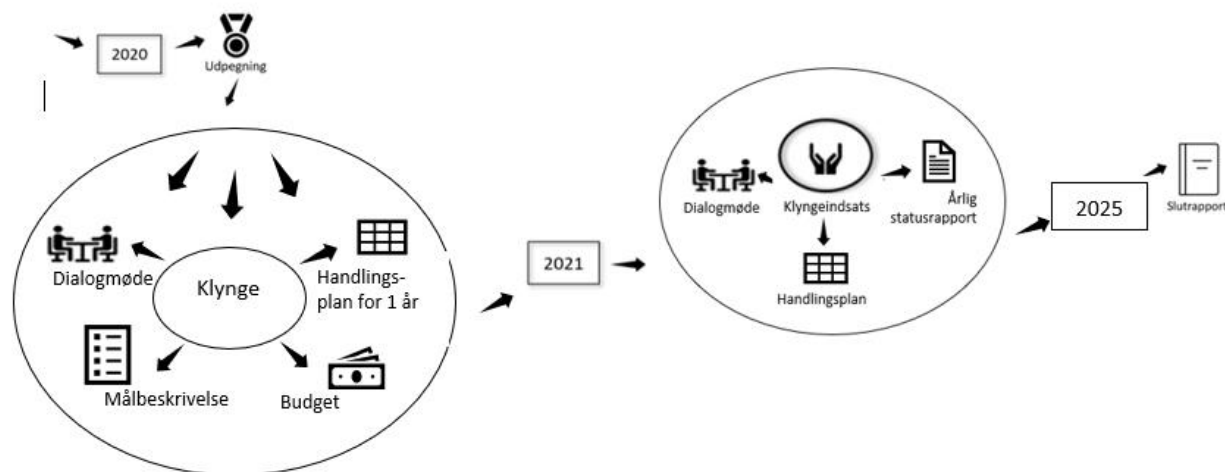 2020
Udpegning
Klynge
Dialogmøde
Handlings-
plan for 1 år
Målbeskrivelse
Budget
2021
Klyngeindsats
Dialogmøde
Årlig
statusrapport
Handlingsplan
2025
Slutrapport